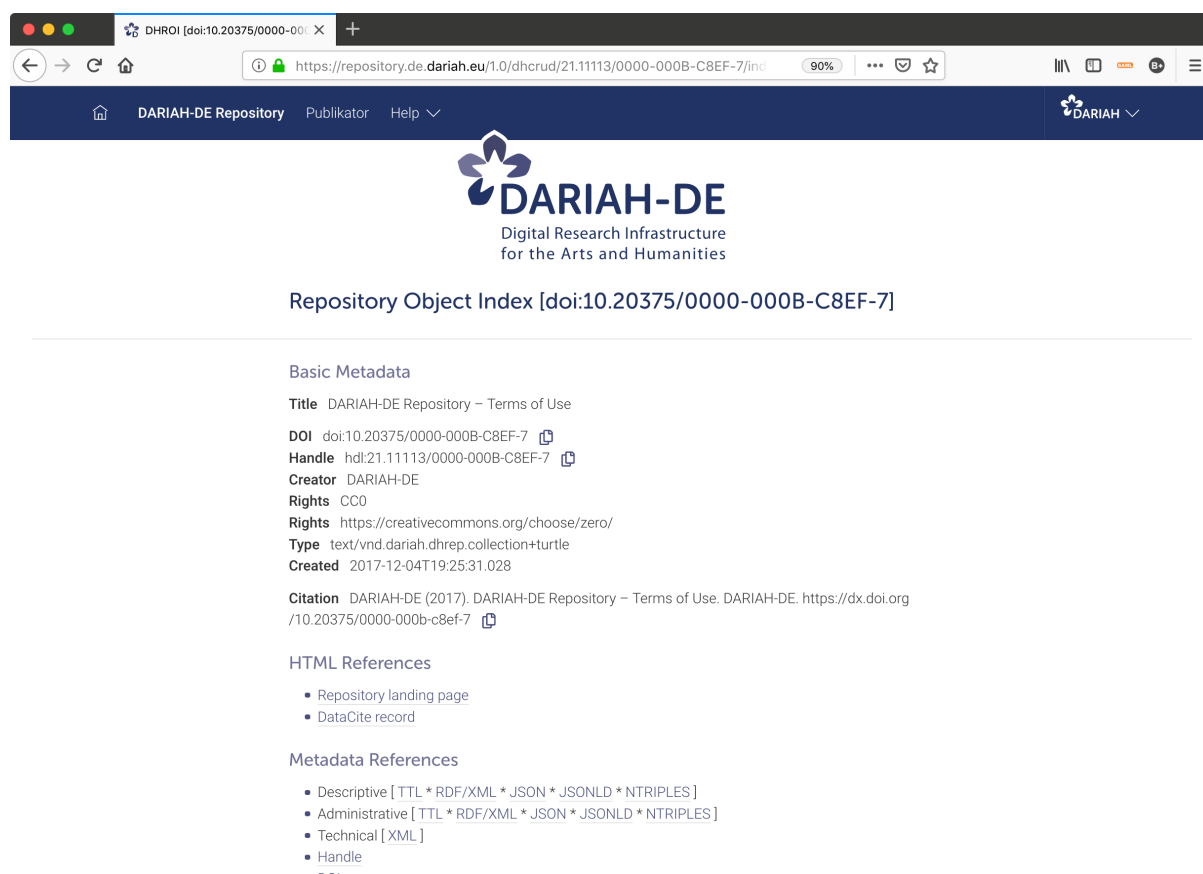 DHROI [doi:10.20375/0000-000
https://repository.de.dariah.eu/1.0/dhcrud/21.11113/0000-000B-C8EF-7/ind
90%
DARIAH-DE Repository Publikator Help
DARIAH
DARIAH-DE
Digital Research Infrastructure
for the Arts and Humanities
Repository Object Index [doi:10.20375/0000-000B-C8EF-7]
Basic Metadata
Title DARIAH-DE Repository – Terms of Use
DOI doi:10.20375/0000-000B-C8EF-7
Handle hdl:21.11113/0000-000B-C8EF-7
Creator DARIAH-DE
Rights CC0
Rights https://creativecommons.org/choose/zero/
Type text/vnd.dariah.dhrep.collection+turtle
Created 2017-12-04T19:25:31.028
Citation DARIAH-DE (2017). DARIAH-DE Repository – Terms of Use. DARIAH-DE. https://dx.doi.org
/10.20375/0000-000b-c8ef-7
HTML References
• Repository landing page
• DataCite record
Metadata References
• Descriptive [ TTL * RDF/XML * JSON * JSONLD * NTRIPLES ]
• Administrative [ TTL * RDF/XML * JSON * JSONLD * NTRIPLES ]
• Technical [ XML ]
• Handle